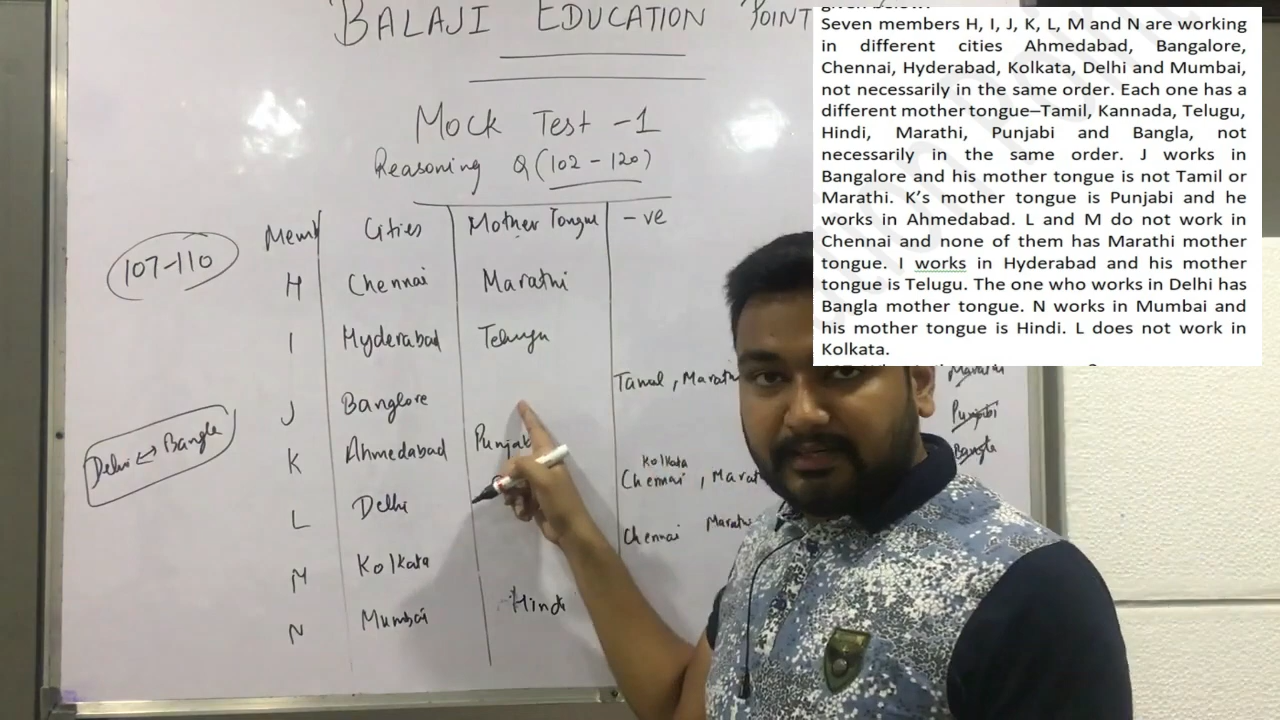 BALAJI EDUCATION POINT
Mock Test -1
Reasoning Q (102 - 120)
107-110
Memb Cities Mother Tongue -ve
H Chennai Marathi
I Hyderabad Telugu
J Banglore Tamil, Marath
K Ahmedabad Punjab
L Delhi Kolkata Chennai, Marat
M Kolkata Chennai Marath
N Mumbai Hindi
Delhi ↔ Bangla
Marathi
Punjabi
Bangla
given below:
Seven members H, I, J, K, L, M and N are working
in different cities Ahmedabad, Bangalore,
Chennai, Hyderabad, Kolkata, Delhi and Mumbai,
not necessarily in the same order. Each one has a
different mother tongue–Tamil, Kannada, Telugu,
Hindi, Marathi, Punjabi and Bangla, not
necessarily in the same order. J works in
Bangalore and his mother tongue is not Tamil or
Marathi. K's mother tongue is Punjabi and he
works in Ahmedabad. L and M do not work in
Chennai and none of them has Marathi mother
tongue. I works in Hyderabad and his mother
tongue is Telugu. The one who works in Delhi has
Bangla mother tongue. N works in Mumbai and
his mother tongue is Hindi. L does not work in
Kolkata.